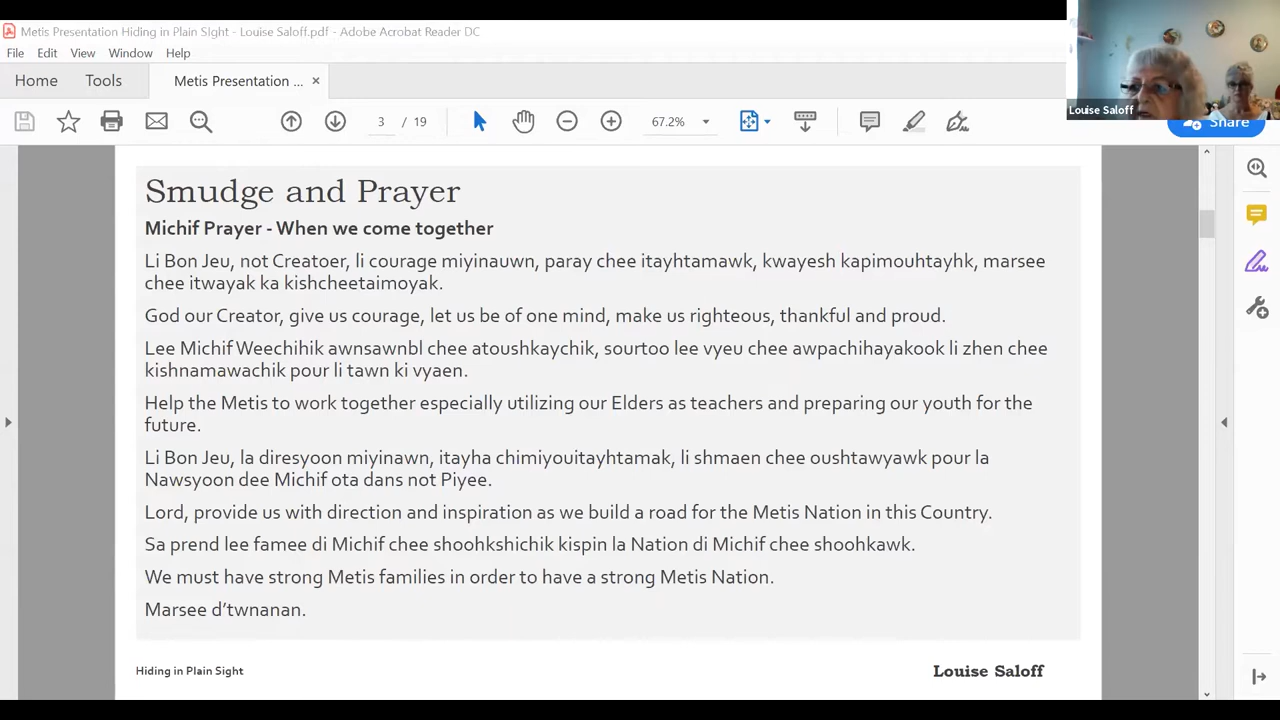 Metis Presentation Hiding in Plain SIght - Louise Saloff.pdf - Adobe Acrobat Reader DC
File Edit View Window Help
Home Tools Metis Presentation ... ×
/ 19 67.2%
Louise Saloff
Share
Smudge and Prayer
Michif Prayer - When we come together
Li Bon Jeu, not Creatoer, li courage miyinauwn, paray chee itayhtamawk, kwayesh kapimouhtayhk, marsee
chee itwayak ka kishcheetaimoyak.
God our Creator, give us courage, let us be of one mind, make us righteous, thankful and proud.
Lee Michif Weechihik awnsawnbl chee atoushkaychik, sourtoo lee vyeu chee awpachihayakook li zhen chee
kishnamawachik pour li tawn ki vyaen.
Help the Metis to work together especially utilizing our Elders as teachers and preparing our youth for the
future.
Li Bon Jeu, la diresyoon miyinawn, itayha chimiyouitayhtamak, li shmaen chee oushtawyawk pour la
Nawsyoon dee Michif ota dans not Piyee.
Lord, provide us with direction and inspiration as we build a road for the Metis Nation in this Country.
Sa prend lee famee di Michif chee shoohkshichik kispin la Nation di Michif chee shoohkawk.
We must have strong Metis families in order to have a strong Metis Nation.
Marsee d’twnanan.
Hiding in Plain Sight
Louise Saloff